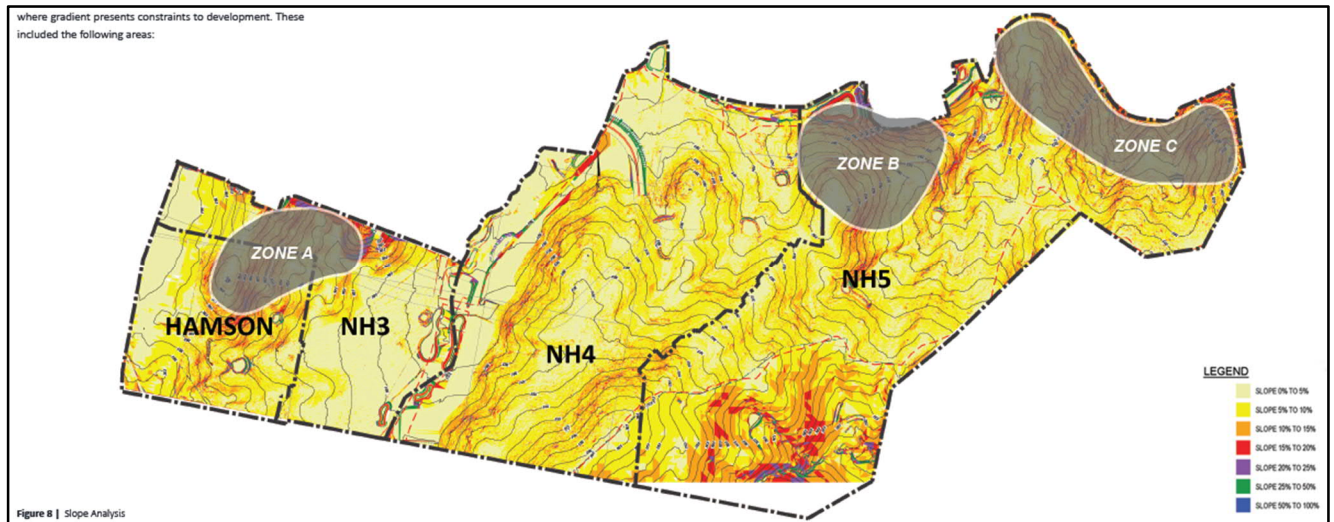 where gradient presents constraints to development. These
included the following areas:
ZONE A
ZONE B
ZONE C
HAMSON
NH3
NH4
NH5
LEGEND
SLOPE 0% TO 5%
SLOPE 5% TO 10%
SLOPE 10% TO 15%
SLOPE 15% TO 20%
SLOPE 20% TO 25%
SLOPE 25% TO 50%
SLOPE 50% TO 100%
Figure 8 | Slope Analysis